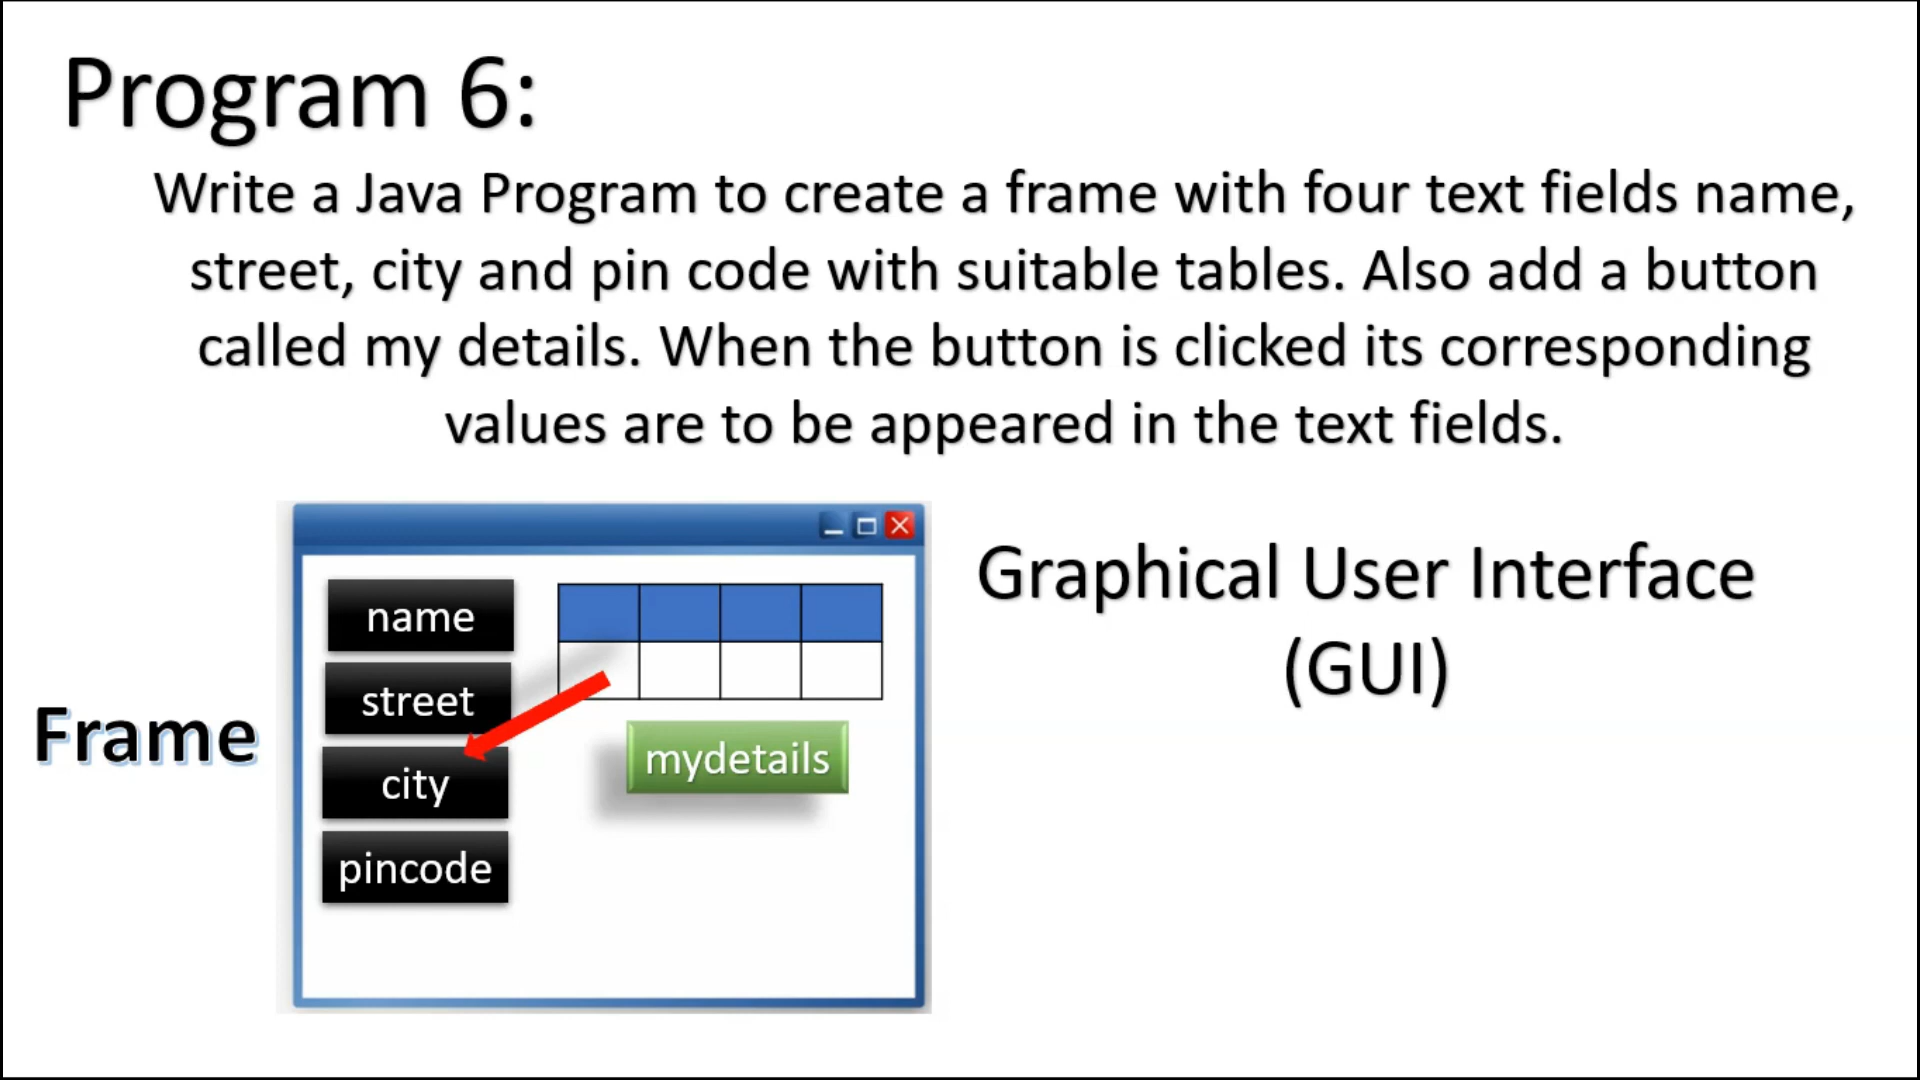 Program 6:
Write a Java Program to create a frame with four text fields name,
street, city and pin code with suitable tables. Also add a button
called my details. When the button is clicked its corresponding
values are to be appeared in the text fields.
Frame
name
street
city
pincode
mydetails
Graphical User Interface
(GUI)